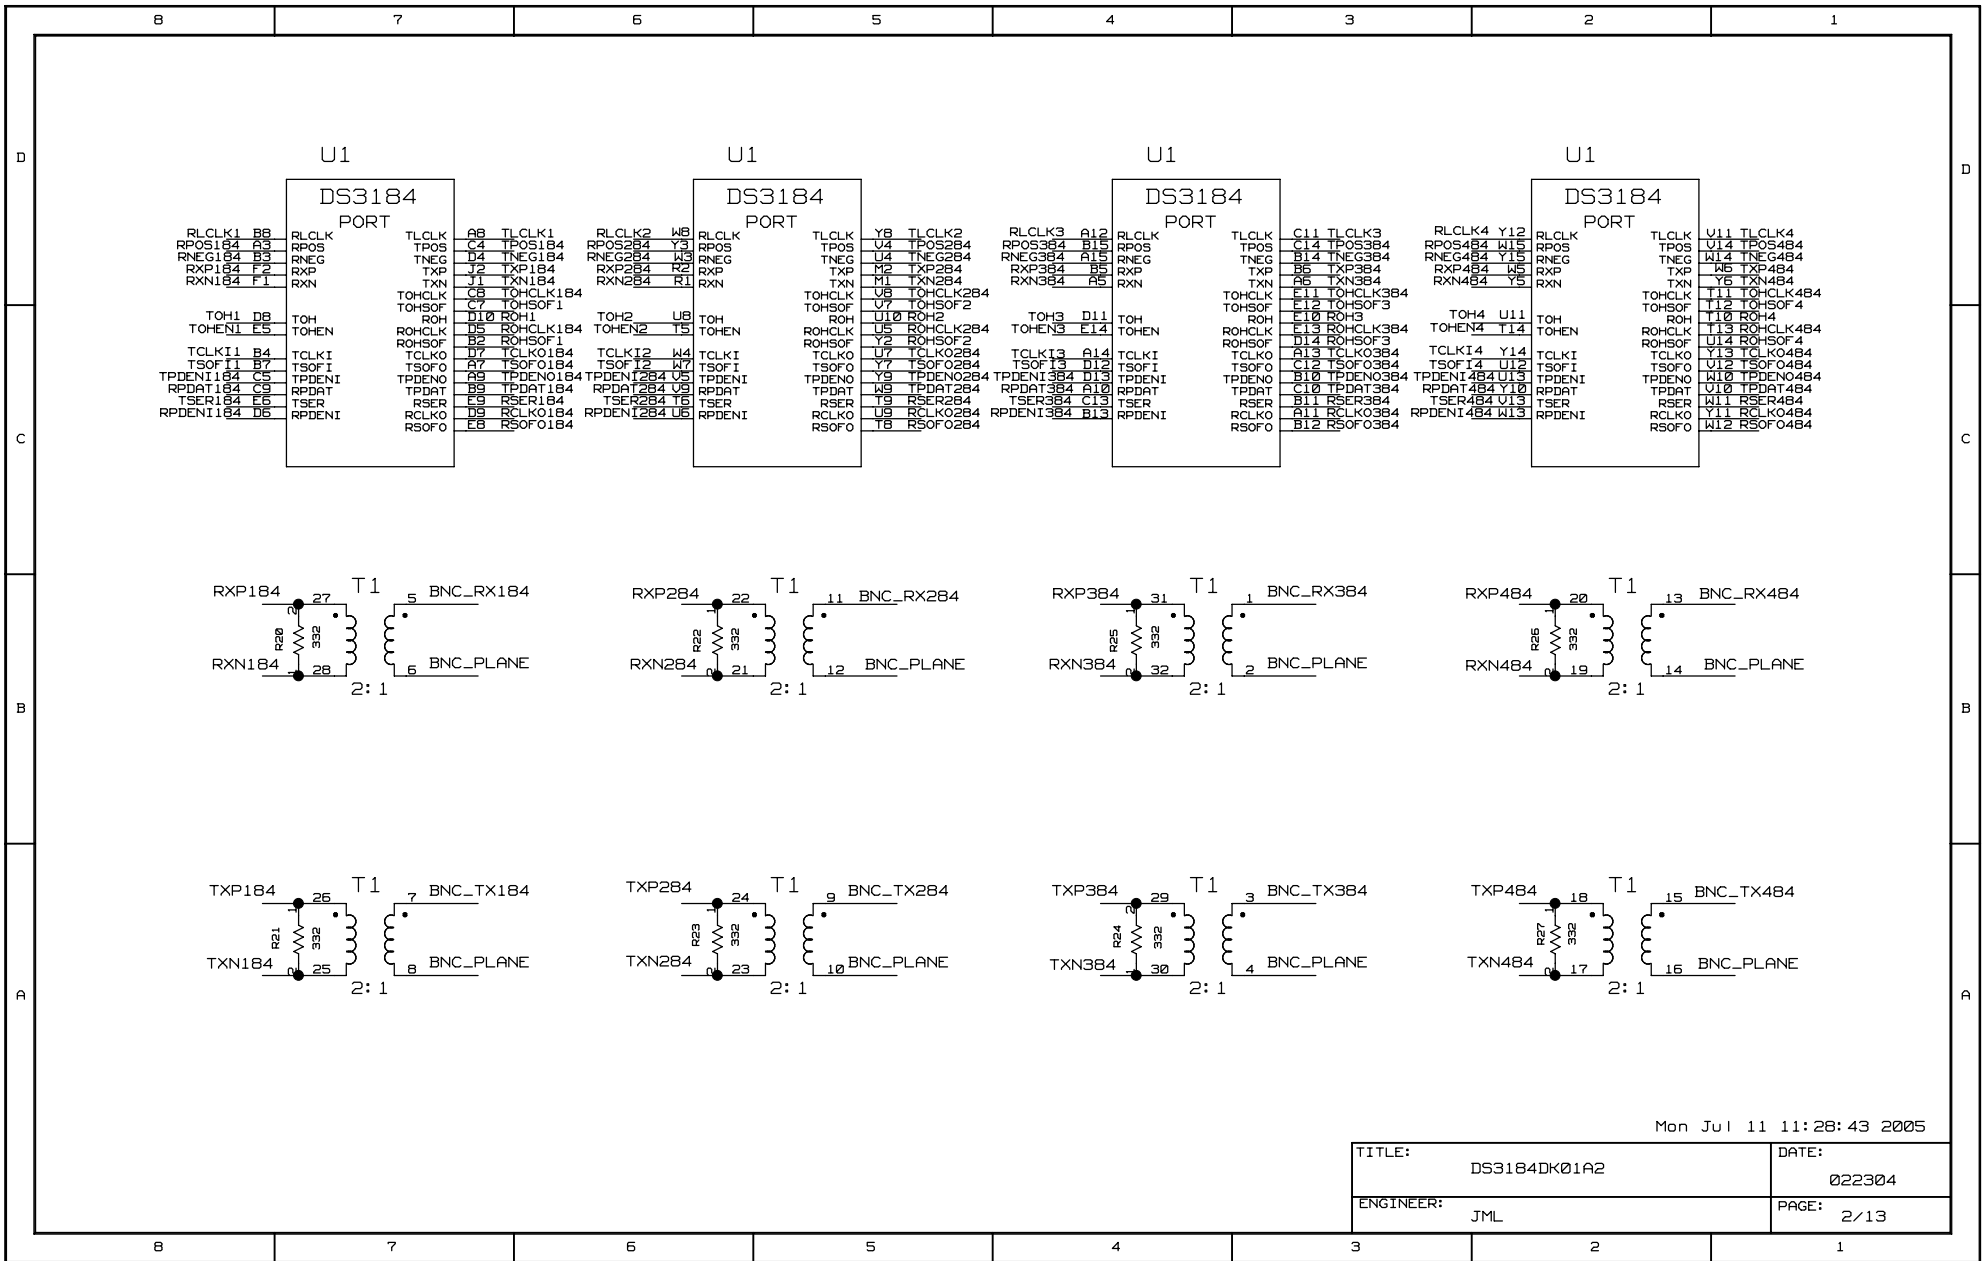 8 7 6 5 4 3 2 1
D
D
U1
DS3184
PORT
RLCLK1 B8 RLCLK
RPOS184 A3 RPOS
RNEG184 B3 RNEG
RXP184 F2 RXP
RXN184 F1 RXN
TOH1 D8 TOH
TOHEN1 E5 TOHEN
TCLKI1 B4 TCLKI
TSOFI1 B7 TSOFI
TPDENI184 C5 TPDENI
RPDAT184 C9 RPDAT
TSER184 E6 TSER
RPDENI184 D6 RPDENI
TLCLK A8 TLCLK1
TPOS C4 TPOS184
TNEG D4 TNEG184
TXP J2 TXP184
TXN J1 TXN184
TOHCLK C8 TOHCLK184
TOHSOF C7 TOHSOF1
ROH D10 ROH1
ROHCLK D5 ROHCLK184
ROHSOF B2 ROHSOF1
TCLKO D7 TCLKO184
TSOFO A7 TSOFO184
TPDENO A9 TPDENO184
TPDAT B9 TPDAT184
RSER E9 RSER184
RCLKO D9 RCLKO184
RSOFO E8 RSOFO184
U1
DS3184
PORT
RLCLK2 W8 RLCLK
RPOS284 Y3 RPOS
RNEG284 W3 RNEG
RXP284 R2 RXP
RXN284 R1 RXN
TOH2 U8 TOH
TOHEN2 T5 TOHEN
TCLKI2 W4 TCLKI
TSOFI2 W7 TSOFI
TPDENI284 V5 TPDENI
RPDAT284 V9 RPDAT
TSER284 T6 TSER
RPDENI284 U6 RPDENI
TLCLK Y8 TLCLK2
TPOS V4 TPOS284
TNEG U4 TNEG284
TXP M2 TXP284
TXN M1 TXN284
TOHCLK V8 TOHCLK284
TOHSOF V7 TOHSOF2
ROH U10 ROH2
ROHCLK U5 ROHCLK284
ROHSOF Y2 ROHSOF2
TCLKO U7 TCLKO284
TSOFO Y7 TSOFO284
TPDENO Y9 TPDENO284
TPDAT W9 TPDAT284
RSER T9 RSER284
RCLKO U9 RCLKO284
RSOFO T8 RSOFO284
U1
DS3184
PORT
RLCLK3 A12 RLCLK
RPOS384 B15 RPOS
RNEG384 A15 RNEG
RXP384 B5 RXP
RXN384 A5 RXN
TOH3 D11 TOH
TOHEN3 E14 TOHEN
TCLKI3 A14 TCLKI
TSOFI3 D12 TSOFI
TPDENI384 D13 TPDENI
RPDAT384 A10 RPDAT
TSER384 C13 TSER
RPDENI384 B13 RPDENI
TLCLK C11 TLCLK3
TPOS C14 TPOS384
TNEG B14 TNEG384
TXP B6 TXP384
TXN A6 TXN384
TOHCLK E11 TOHCLK384
TOHSOF E12 TOHSOF3
ROH E10 ROH3
ROHCLK E13 ROHCLK384
ROHSOF D14 ROHSOF3
TCLKO A13 TCLKO384
TSOFO C12 TSOFO384
TPDENO B10 TPDENO384
TPDAT C10 TPDAT384
RSER B11 RSER384
RCLKO A11 RCLKO384
RSOFO B12 RSOFO384
U1
DS3184
PORT
RLCLK4 Y12 RLCLK
RPOS484 W15 RPOS
RNEG484 Y15 RNEG
RXP484 W5 RXP
RXN484 Y5 RXN
TOH4 U11 TOH
TOHEN4 T14 TOHEN
TCLKI4 Y14 TCLKI
TSOFI4 U12 TSOFI
TPDENI484 U13 TPDENI
RPDAT484 Y10 RPDAT
TSER484 V13 TSER
RPDENI484 W13 RPDENI
TLCLK V11 TLCLK4
TPOS V14 TPOS484
TNEG W14 TNEG484
TXP W6 TXP484
TXN Y6 TXN484
TOHCLK T11 TOHCLK484
TOHSOF T12 TOHSOF4
ROH T10 ROH4
ROHCLK T13 ROHCLK484
ROHSOF U14 ROHSOF4
TCLKO Y13 TCLKO484
TSOFO V12 TSOFO484
TPDENO W10 TPDENO484
TPDAT V10 TPDAT484
RSER W11 RSER484
RCLKO Y11 RCLKO484
RSOFO W12 RSOFO484
C
C
RXP184 27 T1 5 BNC_RX184
2 R20 332 1
RXN184 28 6 BNC_PLANE
2:1
RXP284 22 T1 11 BNC_RX284
1 R22 332 2
RXN284 21 12 BNC_PLANE
2:1
RXP384 31 T1 1 BNC_RX384
1 R25 332 2
RXN384 32 2 BNC_PLANE
2:1
RXP484 20 T1 13 BNC_RX484
1 R26 332 2
RXN484 19 14 BNC_PLANE
2:1
B
B
TXP184 26 T1 7 BNC_TX184
1 R21 332 2
TXN184 25 8 BNC_PLANE
2:1
TXP284 24 T1 9 BNC_TX284
1 R23 332 2
TXN284 23 10 BNC_PLANE
2:1
TXP384 29 T1 3 BNC_TX384
2 R24 332 1
TXN384 30 4 BNC_PLANE
2:1
TXP484 18 T1 15 BNC_TX484
1 R27 332 2
TXN484 17 16 BNC_PLANE
2:1
A
A
Mon Jul 11 11:28:43 2005
TITLE:
DS3184DK01A2
DATE:
022304
ENGINEER:
JML
PAGE:
2/13
8 7 6 5 4 3 2 1